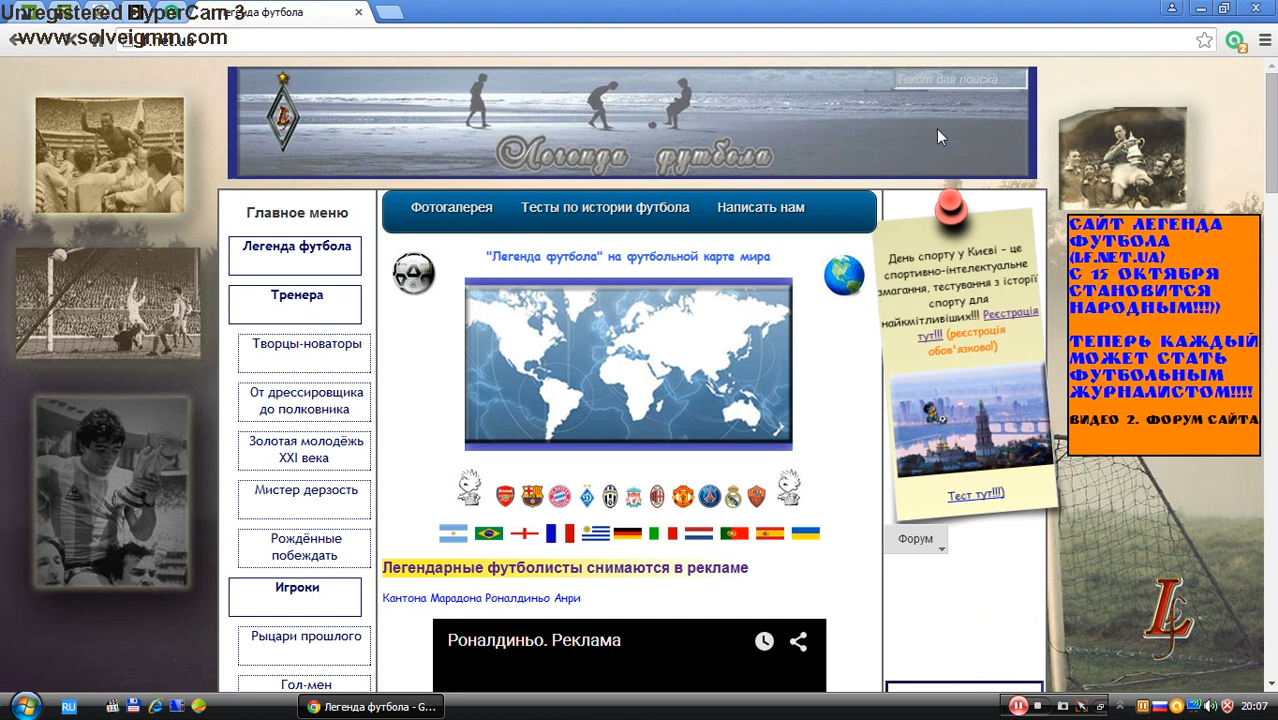 Unregistered HyperCam 3
www.solveigmm.com
Легенда футбола
lf.net.ua
2
Текст для поиска...
Легенда футбола
Главное меню
Легенда футбола
Тренера
Творцы-новаторы
От дрессировщика
до полковника
Золотая молодёжь
XXI века
Мистер дерзость
Рождённые
побеждать
Игроки
Рыцари прошлого
Гол-мен
Фотогалерея
Тесты по истории футбола
Написать нам
"Легенда футбола" на футбольной карте мира
Легендарные футболисты снимаются в рекламе
Кантона Марадона Роналдиньо Анри
Роналдиньо. Реклама
День спорту у Києві - це
спортивно-інтелектуальне
змагання, тестування з історії
спорту для
найкмітливіших!!! Реєстрація
тут!!! (реєстрація
обов'язкова!)
Тест тут!!!)
Форум
САЙТ ЛЕГЕНДА
ФУТБОЛА
(LF.NET.UA)
С 15 ОКТЯБРЯ
СТАНОВИТСЯ
НАРОДНЫМ!!!))
ТЕПЕРЬ КАЖДЫЙ
МОЖЕТ СТАТЬ
ФУТБОЛЬНЫМ
ЖУРНАЛИСТОМ!!!!
ВИДЕО 2. ФОРУМ САЙТА
LF
RU
Легенда футбола - G...
20:07